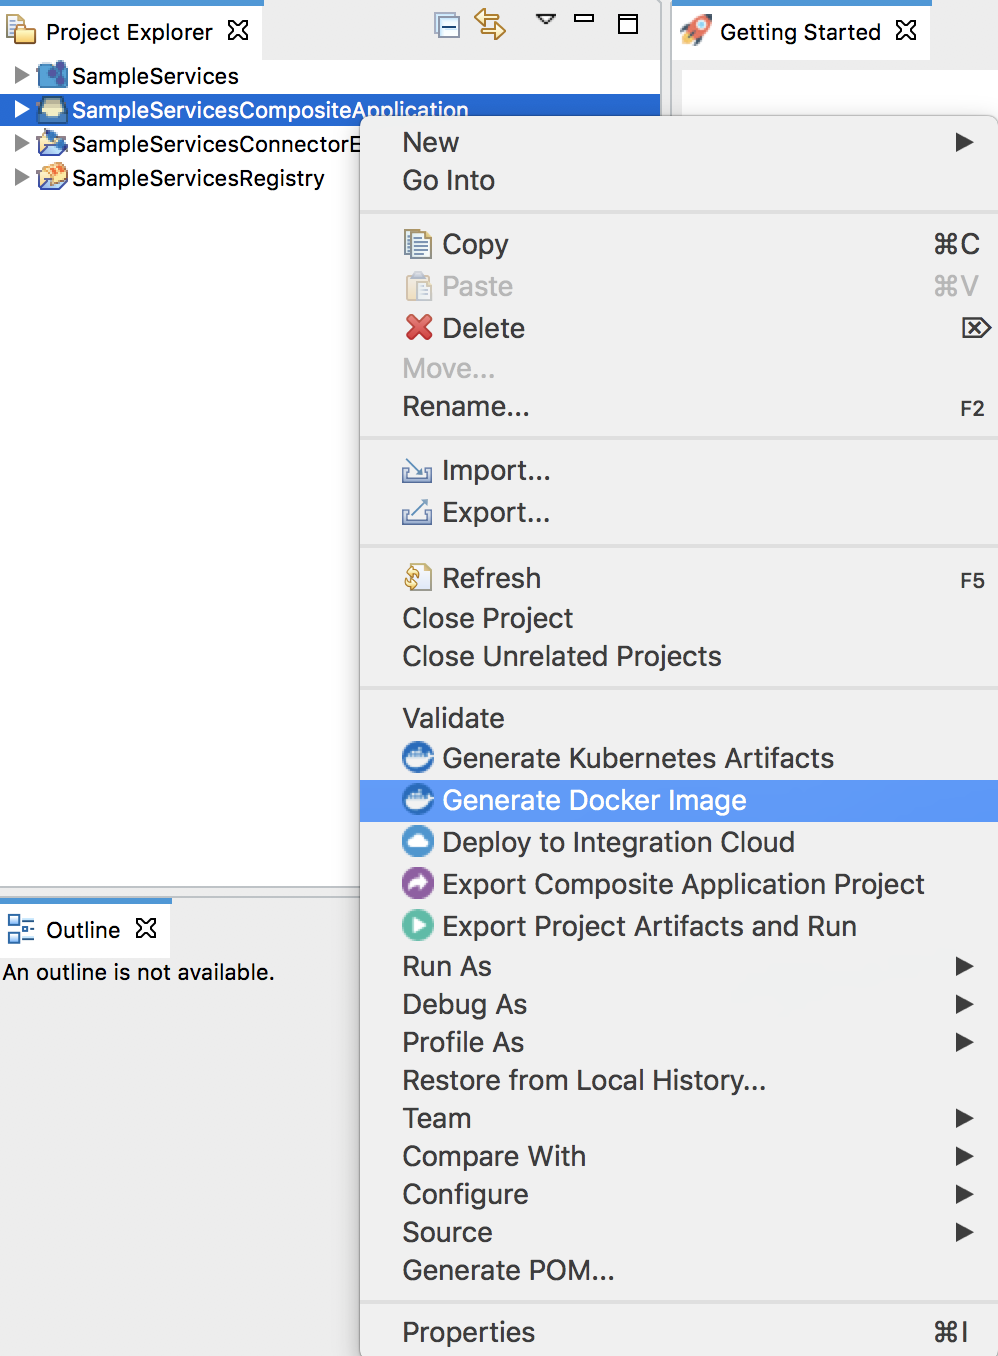 Project Explorer
Getting Started
SampleServices
SampleServicesCompositeApplication
SampleServicesConnectorE
SampleServicesRegistry
New
Go Into
Copy ⌘C
Paste ⌘V
Delete ⌦
Move...
Rename... F2
Import...
Export...
Refresh F5
Close Project
Close Unrelated Projects
Validate
Generate Kubernetes Artifacts
Generate Docker Image
Deploy to Integration Cloud
Export Composite Application Project
Export Project Artifacts and Run
Run As
Debug As
Profile As
Restore from Local History...
Team
Compare With
Configure
Source
Generate POM...
Properties ⌘I
Outline
An outline is not available.